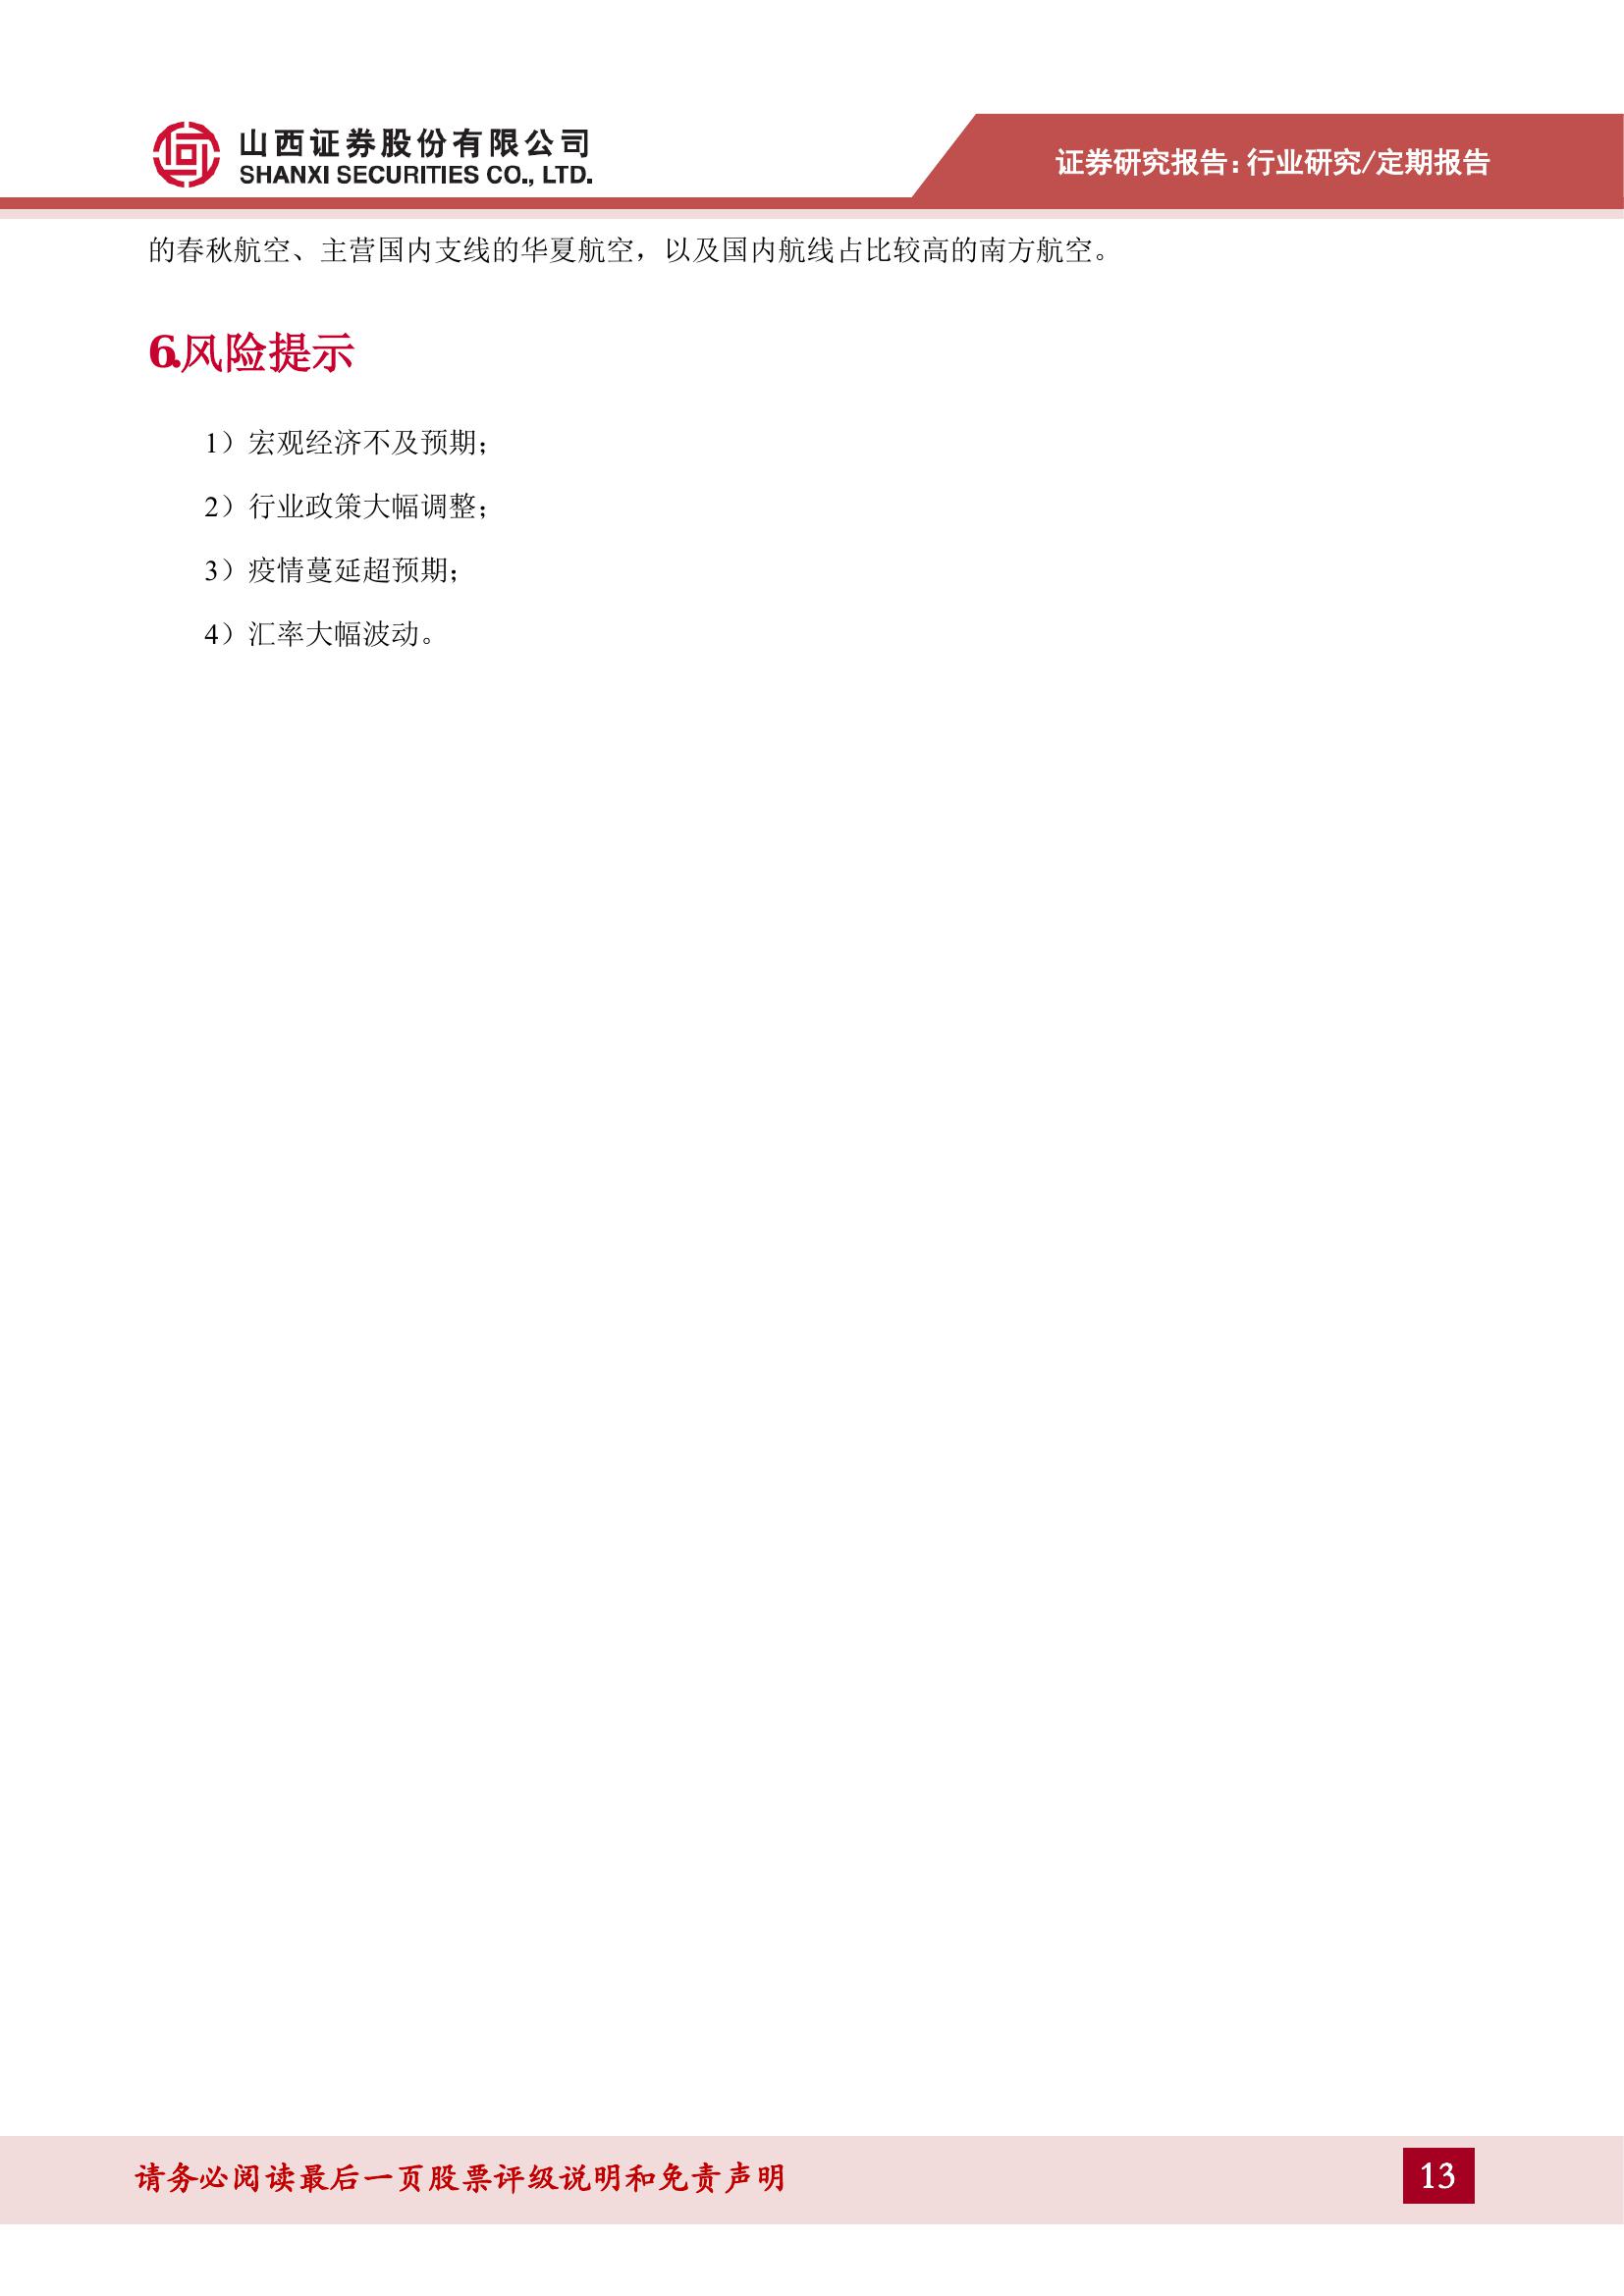 山西证券股份有限公司
SHANXI SECURITIES CO., LTD.
证券研究报告：行业研究/定期报告
的春秋航空、主营国内支线的华夏航空，以及国内航线占比较高的南方航空。
6.风险提示
1）宏观经济不及预期；
2）行业政策大幅调整；
3）疫情蔓延超预期；
4）汇率大幅波动。
请务必阅读最后一页股票评级说明和免责声明
13